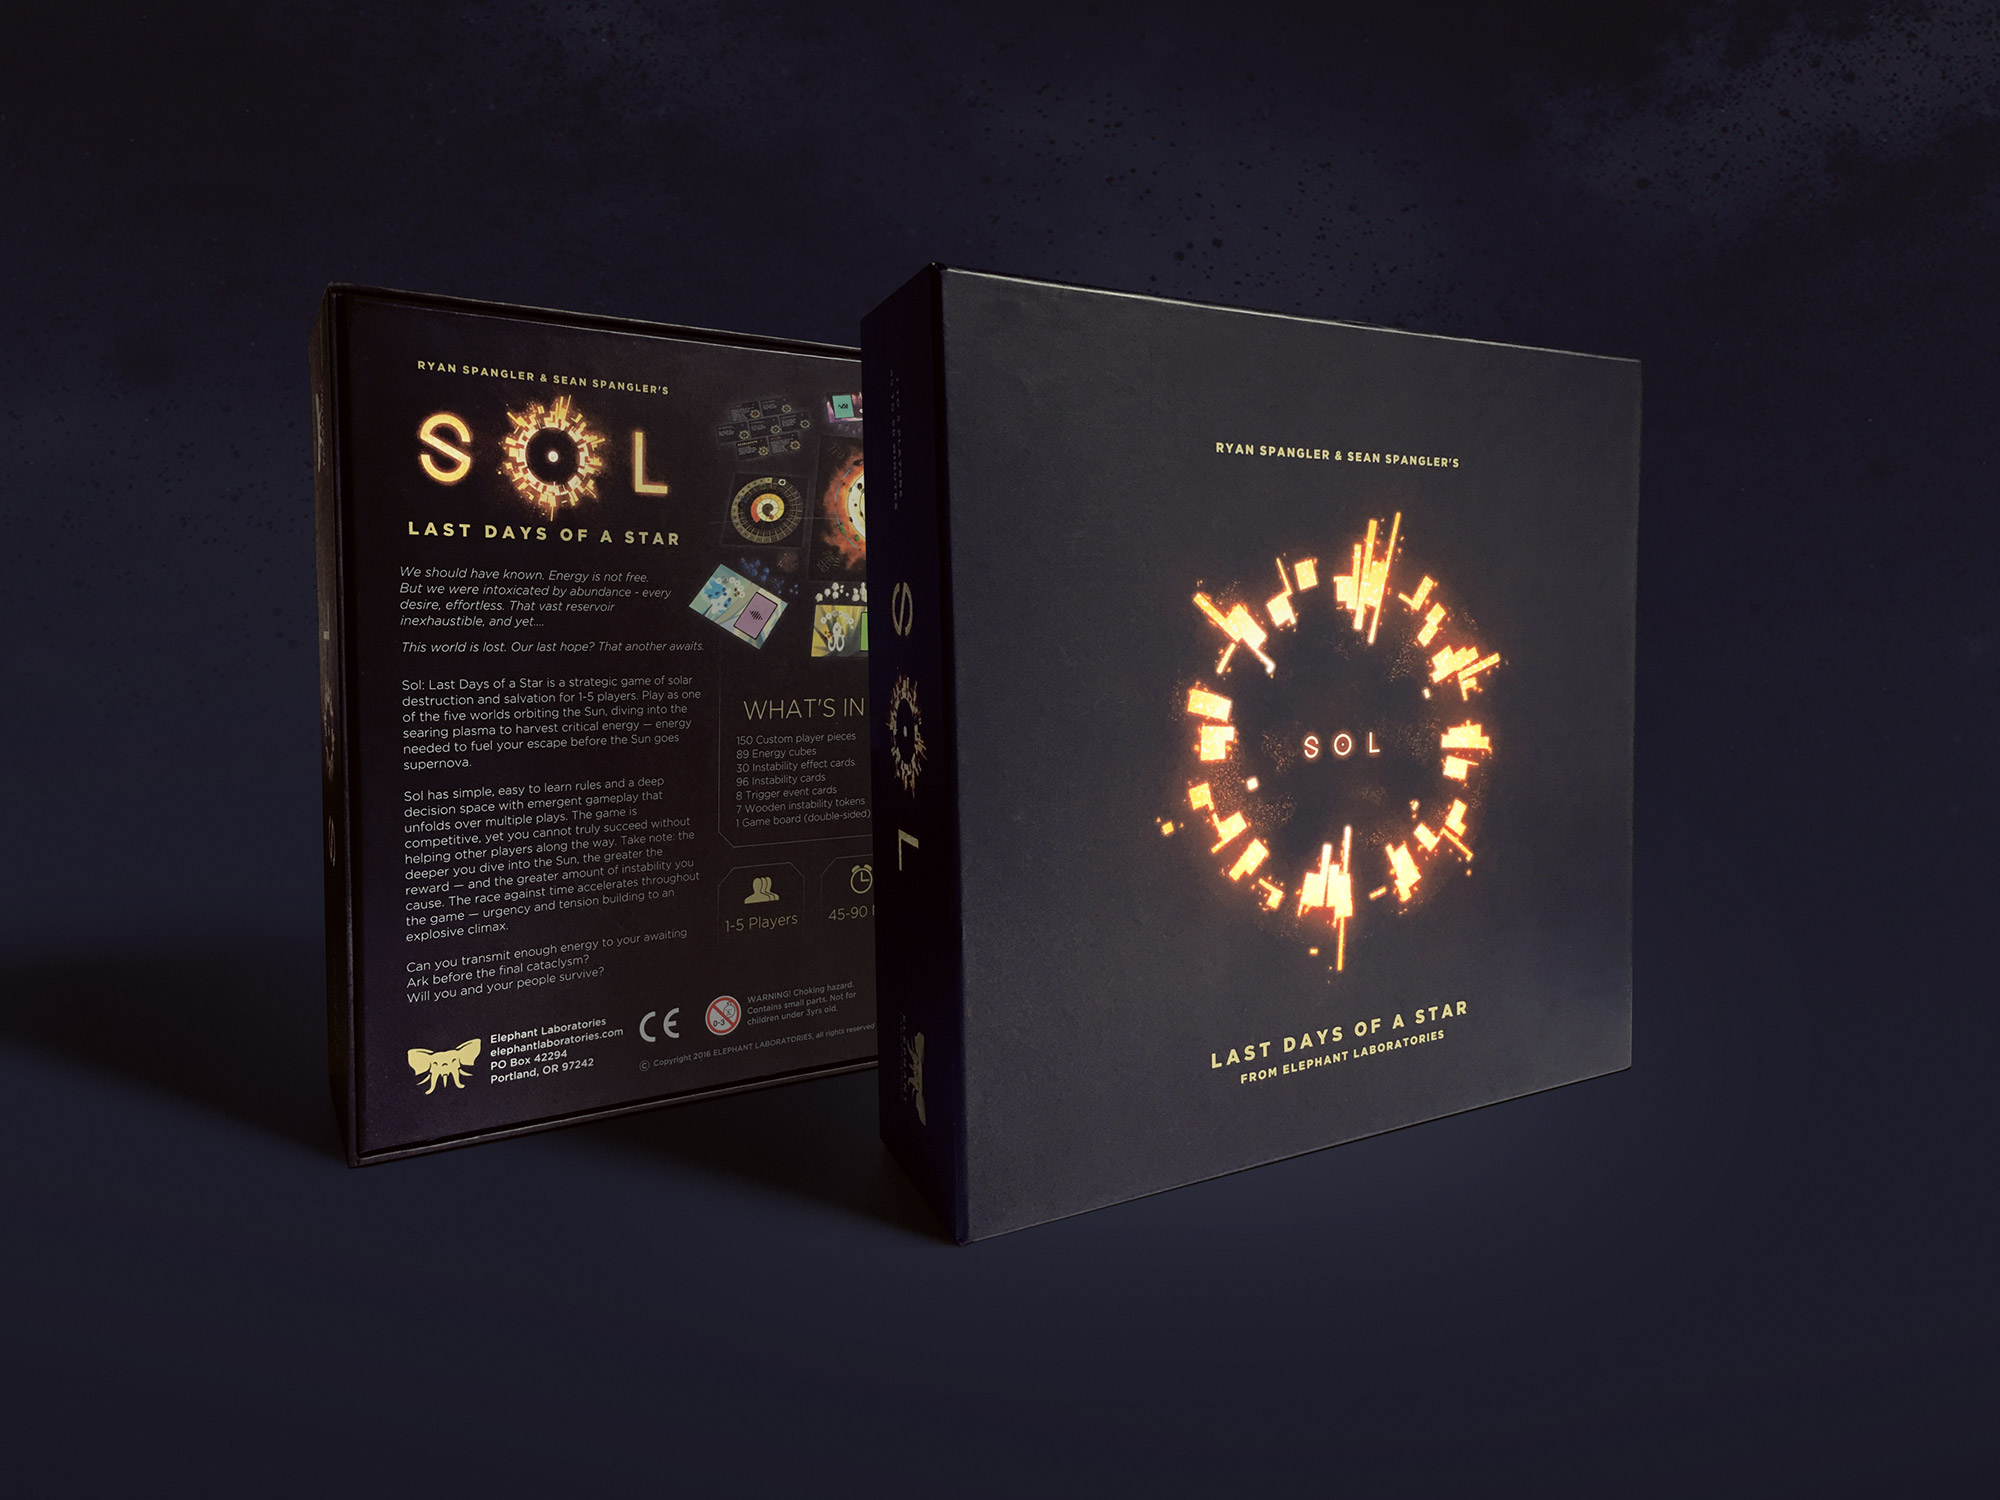 RYAN SPANGLER & SEAN SPANGLER'S
SOL
LAST DAYS OF A STAR
We should have known. Energy is not free.
But we were intoxicated by abundance - every
desire, effortless. That vast reservoir
inexhaustible, and yet....
This world is lost. Our last hope? That another awaits.
Sol: Last Days of a Star is a strategic game of solar
destruction and salvation for 1-5 players. Play as one
of the five worlds orbiting the Sun, diving into the
searing plasma to harvest critical energy — energy
needed to fuel your escape before the Sun goes
supernova.
Sol has simple, easy to learn rules and a deep
decision space with emergent gameplay that
unfolds over multiple plays. The game is
competitive, yet you cannot truly succeed without
helping other players along the way. Take note: the
deeper you dive into the Sun, the greater the
reward — and the greater amount of instability you
cause. The race against time accelerates throughout
the game — urgency and tension building to an
explosive climax.
Can you transmit enough energy to your awaiting
Ark before the final cataclysm?
Will you and your people survive?
Elephant Laboratories
elephantlaboratories.com
PO Box 42294
Portland, OR 97242
WHAT'S IN
150 Custom player pieces
89 Energy cubes
30 Instability effect cards
96 Instability cards
8 Trigger event cards
7 Wooden instability tokens
1 Game board (double-sided)
1-5 Players
45-90
CE
0-3
WARNING! Choking hazard.
Contains small parts. Not for
children under 3yrs old.
© Copyright 2016 ELEPHANT LABORATORIES, all rights reserved
SOL
RYAN SPANGLER & SEAN SPANGLER'S
SOL
LAST DAYS OF A STAR
FROM ELEPHANT LABORATORIES